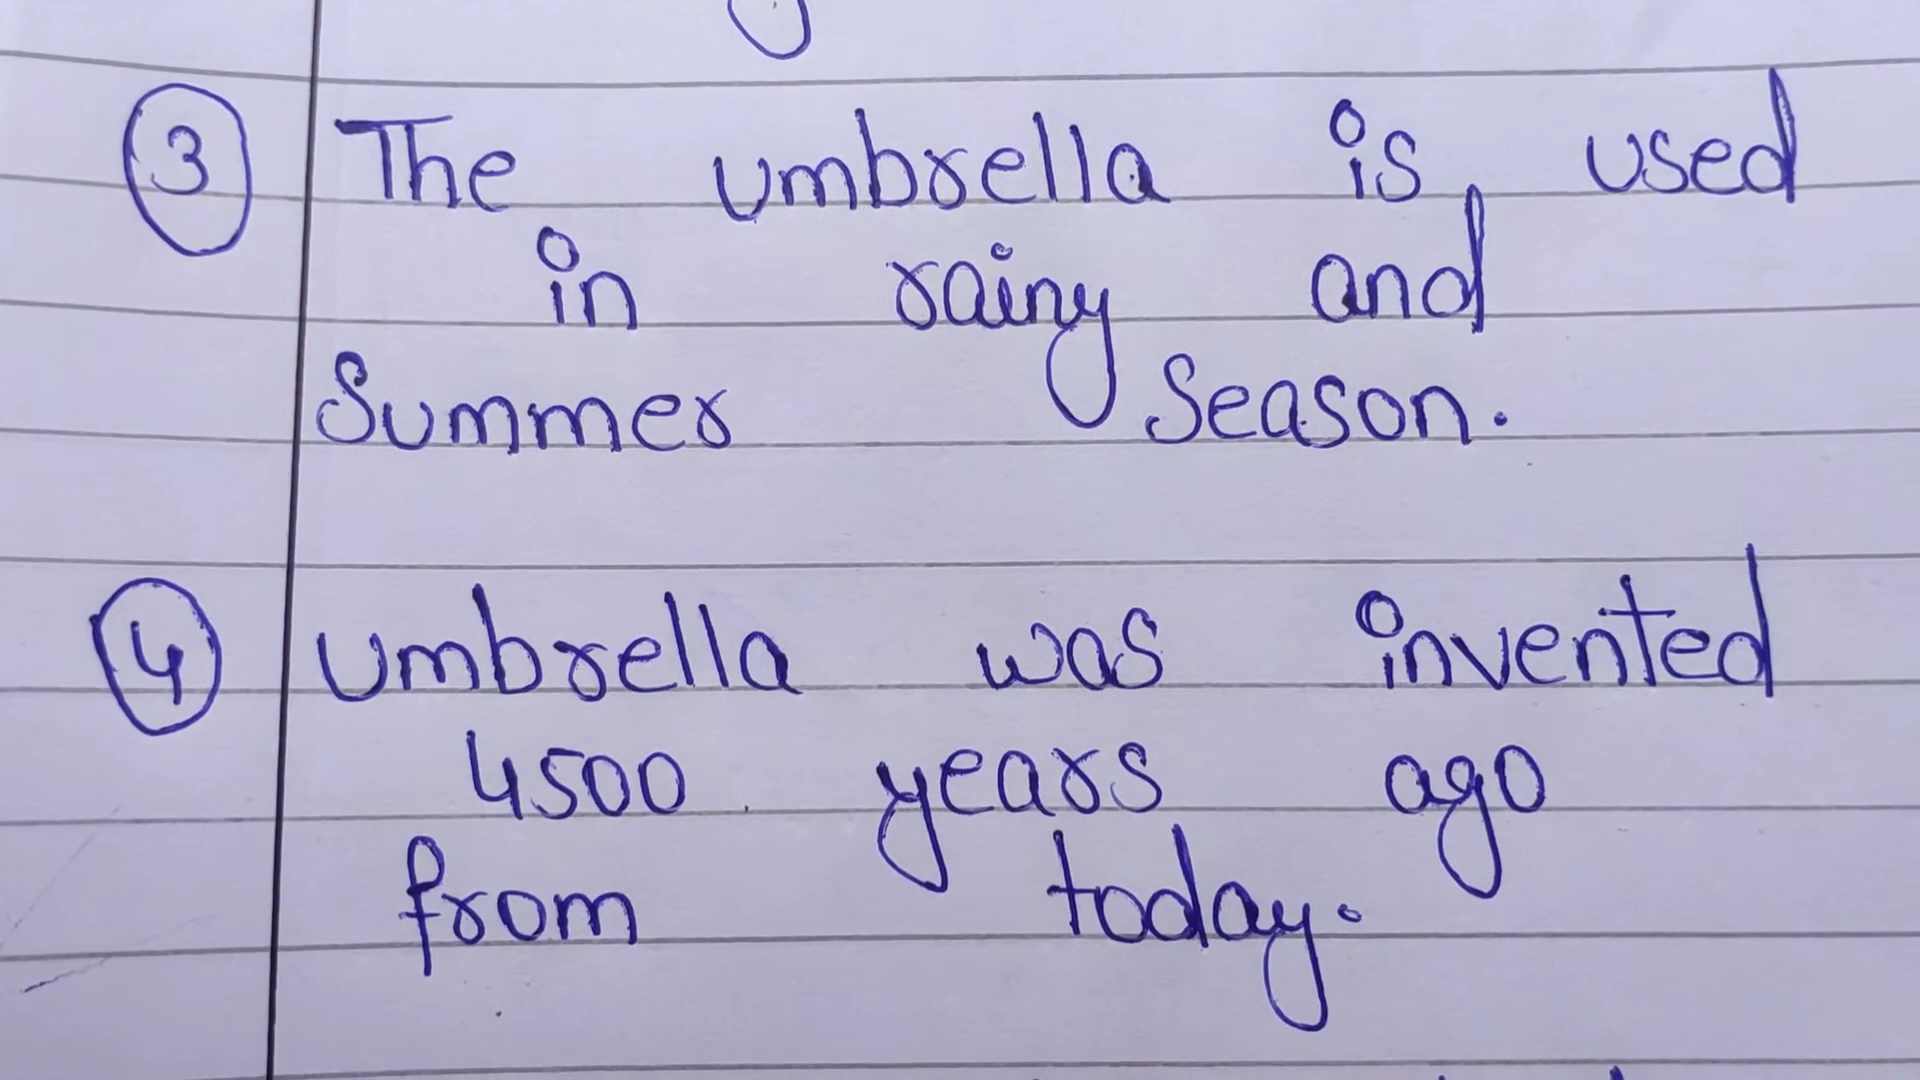 3 The umbrella is used
in rainy and
Summer Season.
4 Umbrella was invented
4500 years ago
from today.